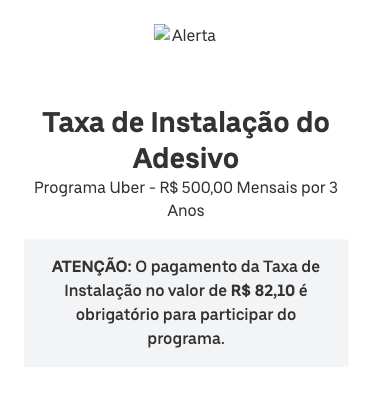 Alerta
Taxa de Instalação do
Adesivo
Programa Uber - R$ 500,00 Mensais por 3
Anos
ATENÇÃO: O pagamento da Taxa de
Instalação no valor de R$ 82,10 é
obrigatório para participar do
programa.